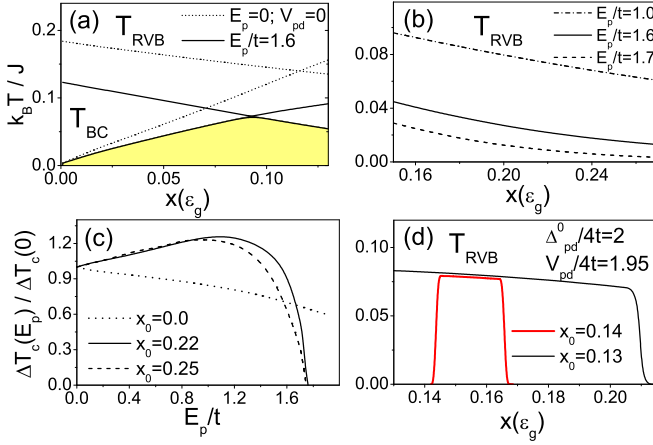 (a)
E_p=0; V_pd=0
E_p/t=1.6
T_RVB
T_BC
k_BT / J
0.2
0.1
0.0
0.00 0.05 0.10
x(ε_g)
(b)
T_RVB
E_p/t=1.0
E_p/t=1.6
E_p/t=1.7
0.08
0.04
0.00
0.16 0.20 0.24
x(ε_g)
(c)
ΔT_c(E_p) / ΔT_c(0)
1.2
0.9
0.6
0.3
0.0
x_0=0.0
x_0=0.22
x_0=0.25
0.0 0.4 0.8 1.2 1.6
E_p/t
(d)
T_RVB
Δ^0_pd/4t=2
V_pd/4t=1.95
x_0=0.14
x_0=0.13
0.10
0.05
0.00
0.14 0.16 0.18 0.20
x(ε_g)